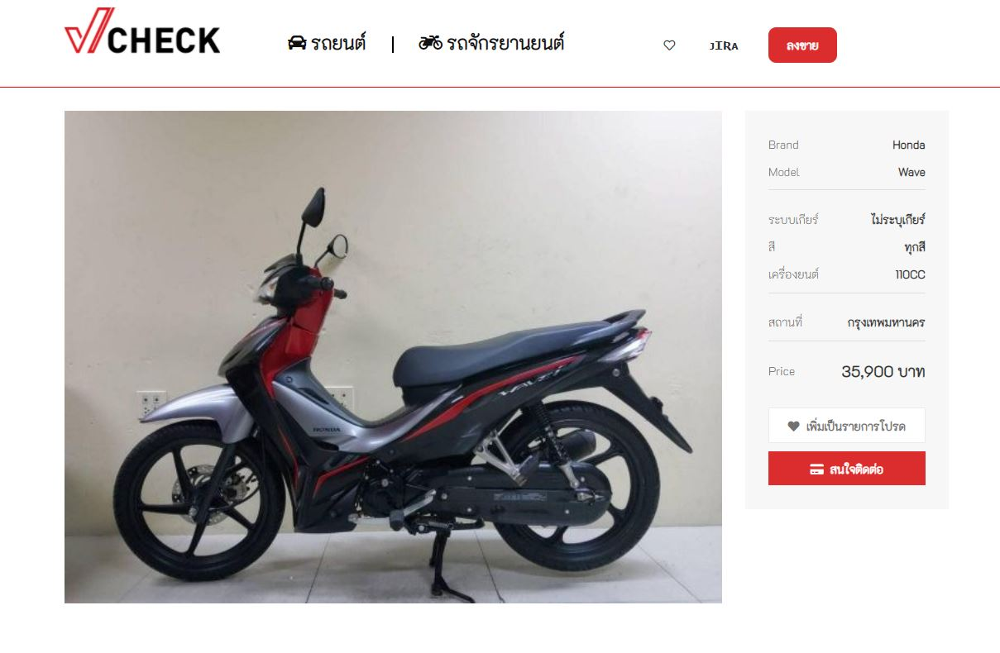 CHECK
รถยนต์ | รถจักรยานยนต์
JIRA
ลงขาย
Brand Honda
Model Wave
ระบบเกียร์ ไม่ระบุเกียร์
สี ทุกสี
เครื่องยนต์ 110CC
สถานที่ กรุงเทพมหานคร
Price 35,900 บาท
เพิ่มเป็นรายการโปรด
สนใจติดต่อ
HONDA